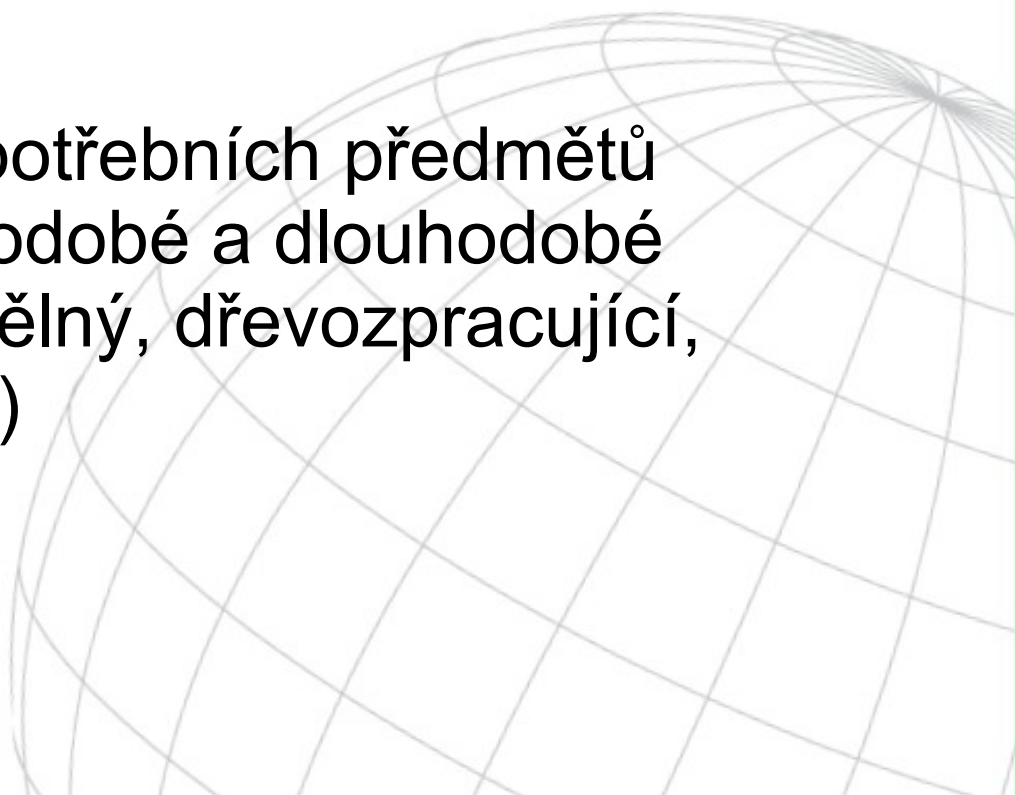 potřebních předmětů
odobé a dlouhodobé
ělný, dřevozpracující,
)